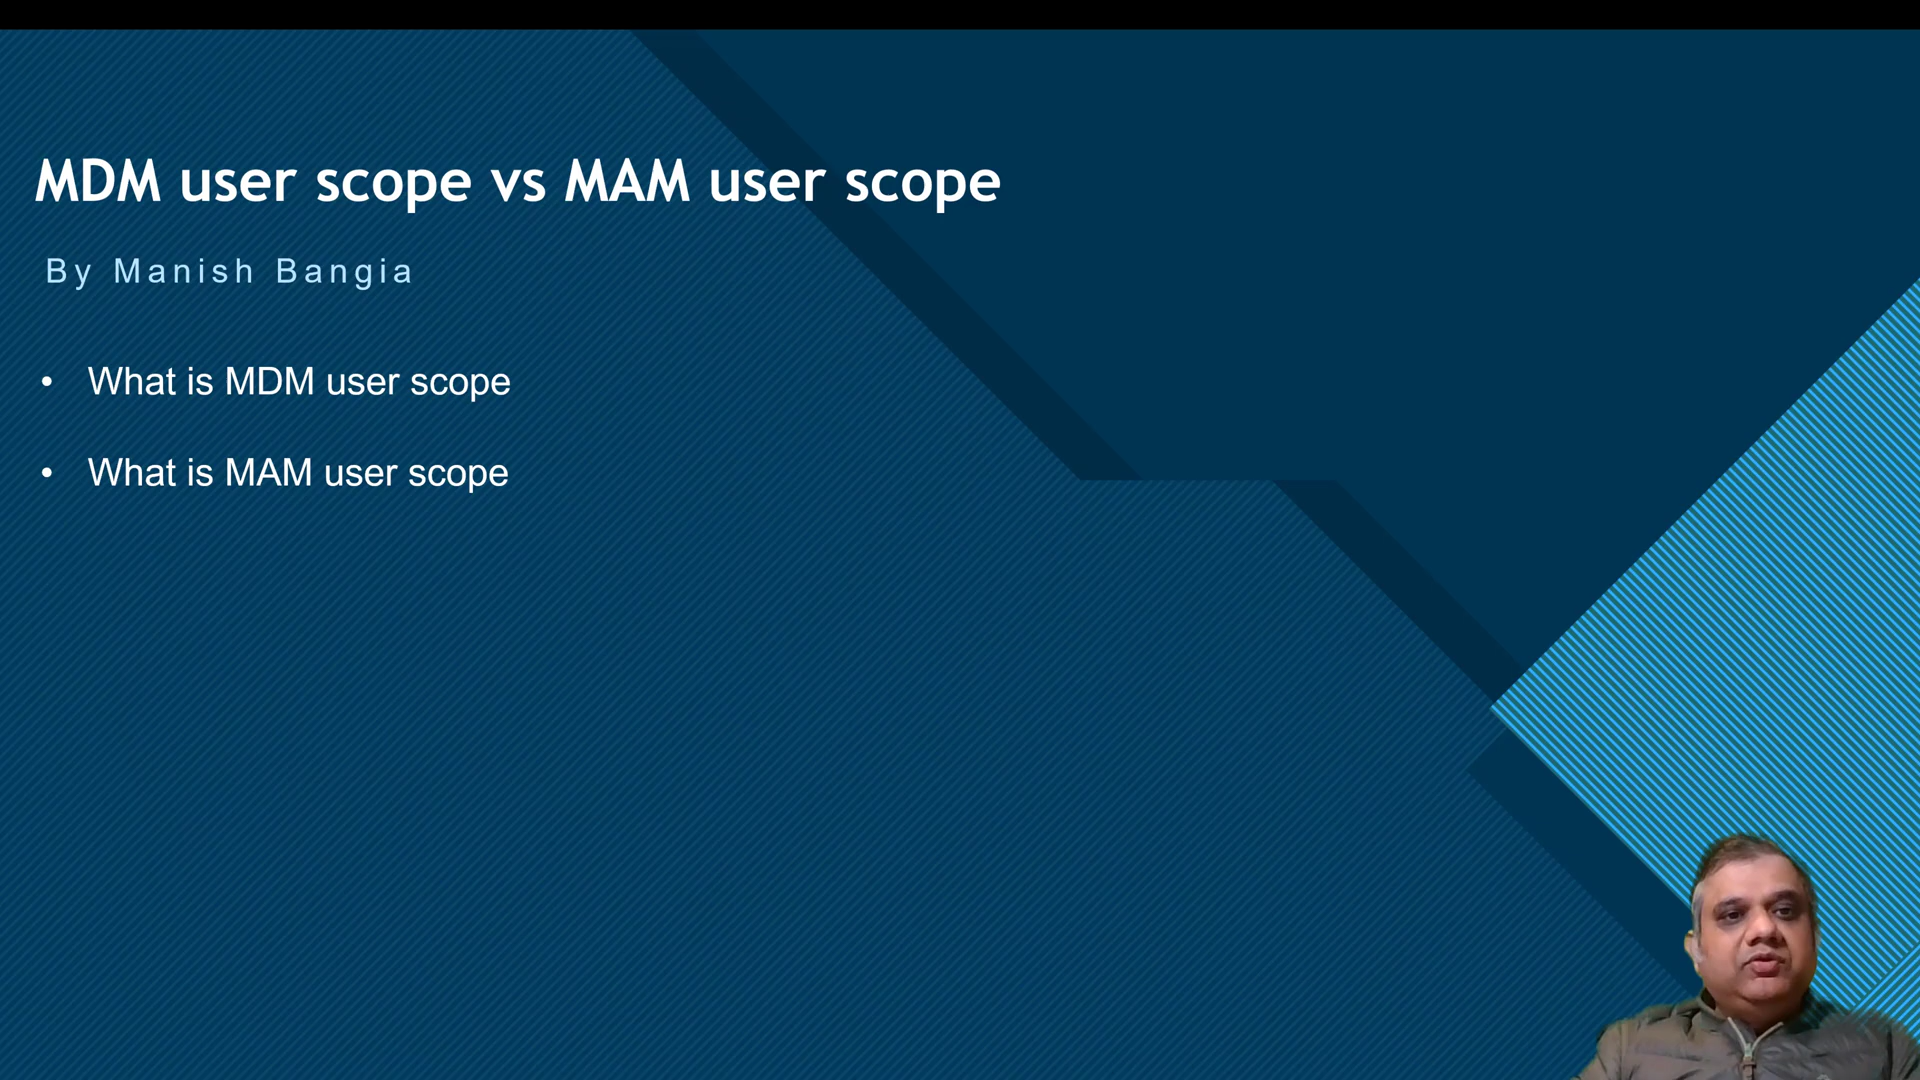 MDM user scope vs MAM user scope
By Manish Bangia
• What is MDM user scope
• What is MAM user scope